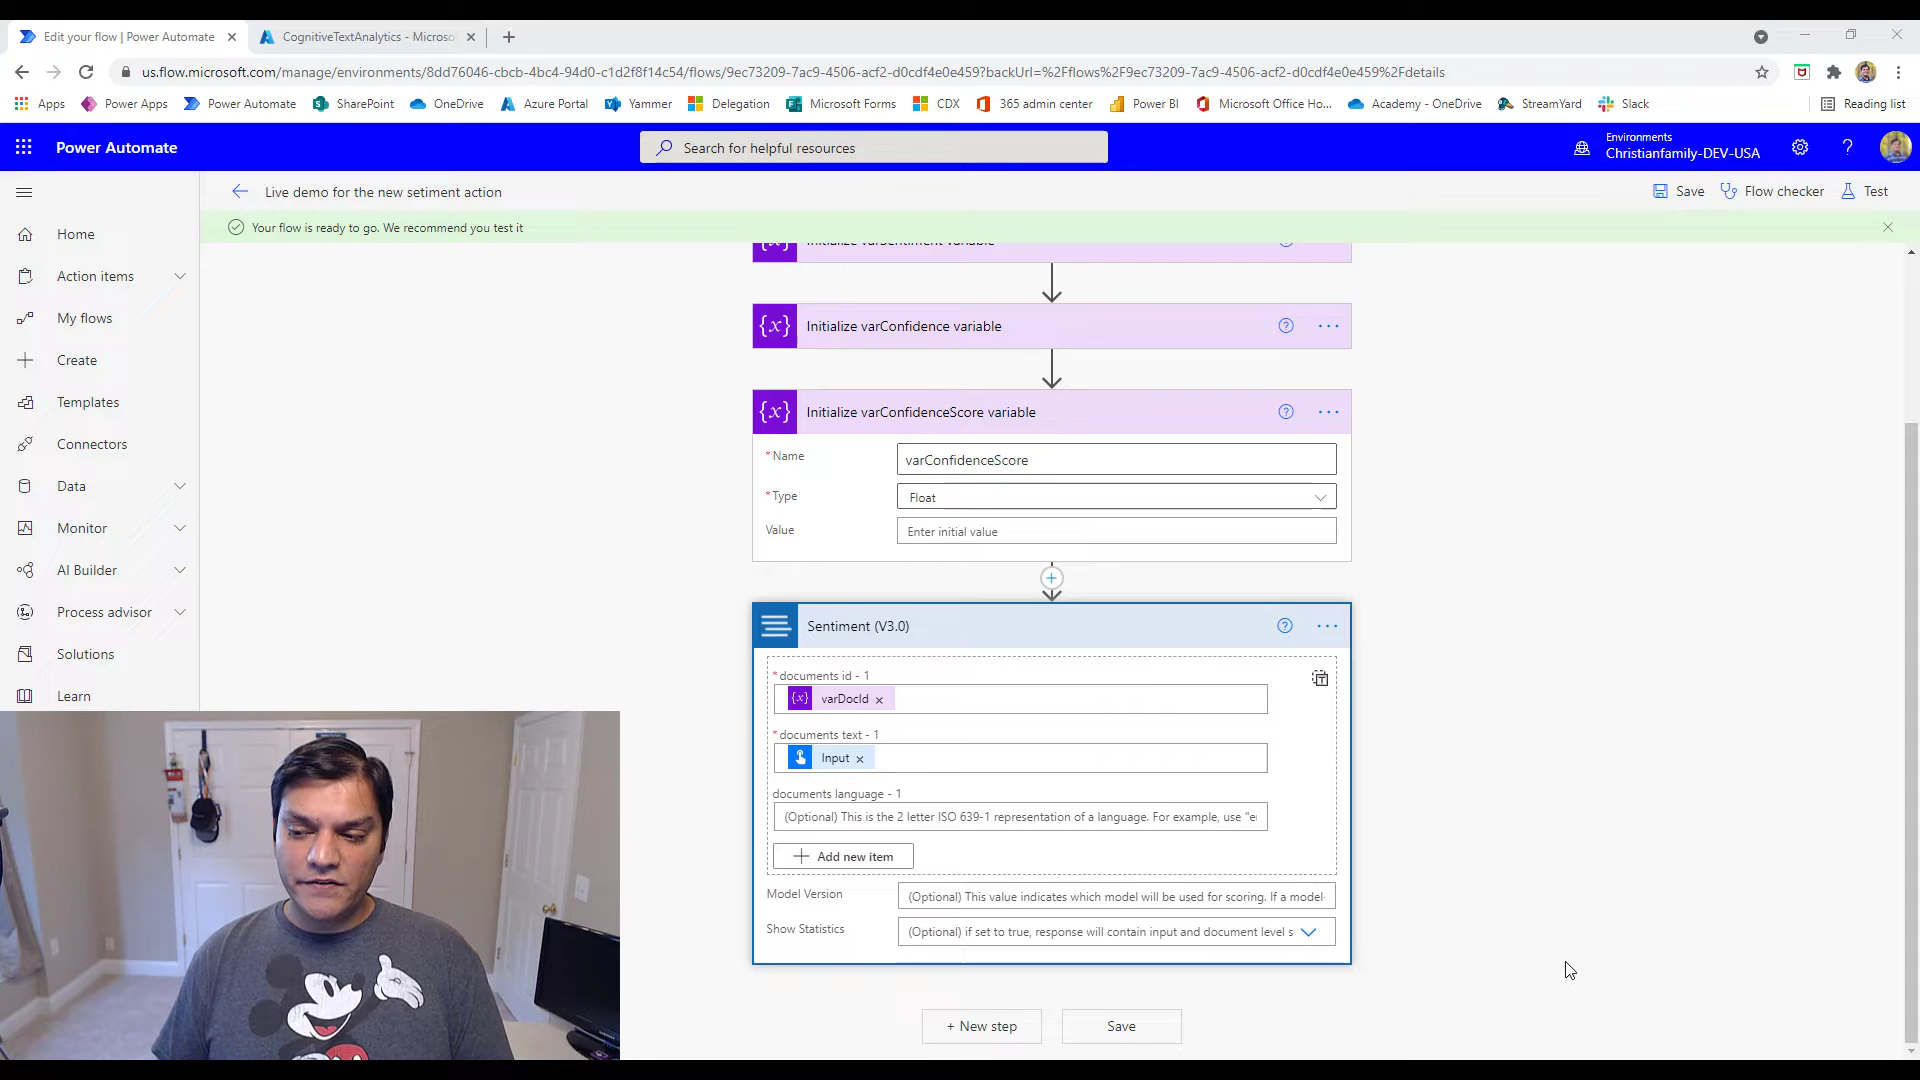 Edit your flow | Power Automate
CognitiveTextAnalytics - Microso
us.flow.microsoft.com/manage/environments/8dd76046-cbcb-4bc4-94d0-c1d2f8f14c54/flows/9ec73209-7ac9-4506-acf2-d0cdf4e0e459?backUrl=%2Fflows%2F9ec73209-7ac9-4506-acf2-d0cdf4e0e459%2Fdetails
Apps Power Apps Power Automate SharePoint OneDrive Azure Portal Yammer Delegation Microsoft Forms CDX 365 admin center Power BI Microsoft Office Ho... Academy - OneDrive StreamYard Slack Reading list
Power Automate
Search for helpful resources
Environments
Christianfamily-DEV-USA
Live demo for the new setiment action
Save Flow checker Test
Your flow is ready to go. We recommend you test it
Home
Action items
My flows
Create
Templates
Connectors
Data
Monitor
AI Builder
Process advisor
Solutions
Learn
Initialize varSentiment variable
{x} Initialize varConfidence variable
{x} Initialize varConfidenceScore variable
* Name
varConfidenceScore
* Type
Float
Value
Enter initial value
Sentiment (V3.0)
* documents id - 1
{x} varDocId ×
* documents text - 1
Input ×
documents language - 1
(Optional) This is the 2 letter ISO 639-1 representation of a language. For example, use "e
Add new item
Model Version
(Optional) This value indicates which model will be used for scoring. If a model-
Show Statistics
(Optional) if set to true, response will contain input and document level s
+ New step
Save